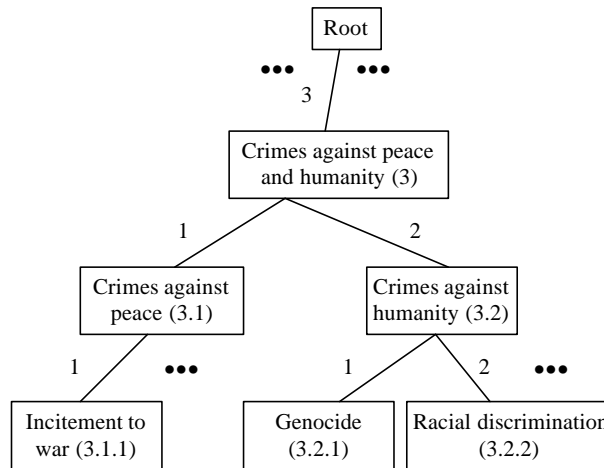 Root
••• •••
3
Crimes against peace
and humanity (3)
1 2
Crimes against
peace (3.1)
Crimes against
humanity (3.2)
1 ••• 1 2 •••
Incitement to
war (3.1.1)
Genocide
(3.2.1)
Racial discrimination
(3.2.2)